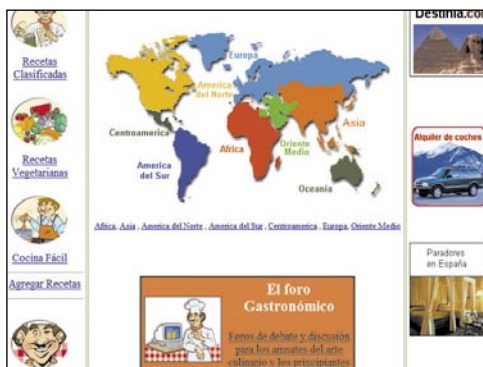 Recetas
Clasificadas
Recetas
Vegetarianas
Cocina Fácil
Agregar Recetas
Europa
America
del Norte
Centroamerica
Asia
Africa
Oriente
Medio
America
del Sur
Oceania
Africa, Asia , America del Norte , America del Sur , Centroamerica , Europa, Oriente Medio
El foro
Gastronómico
Foros de debate y discusión
para los amates del arte
culinario y los principiantes
Destinia.co
Alquiler de coches
Paradores
en España